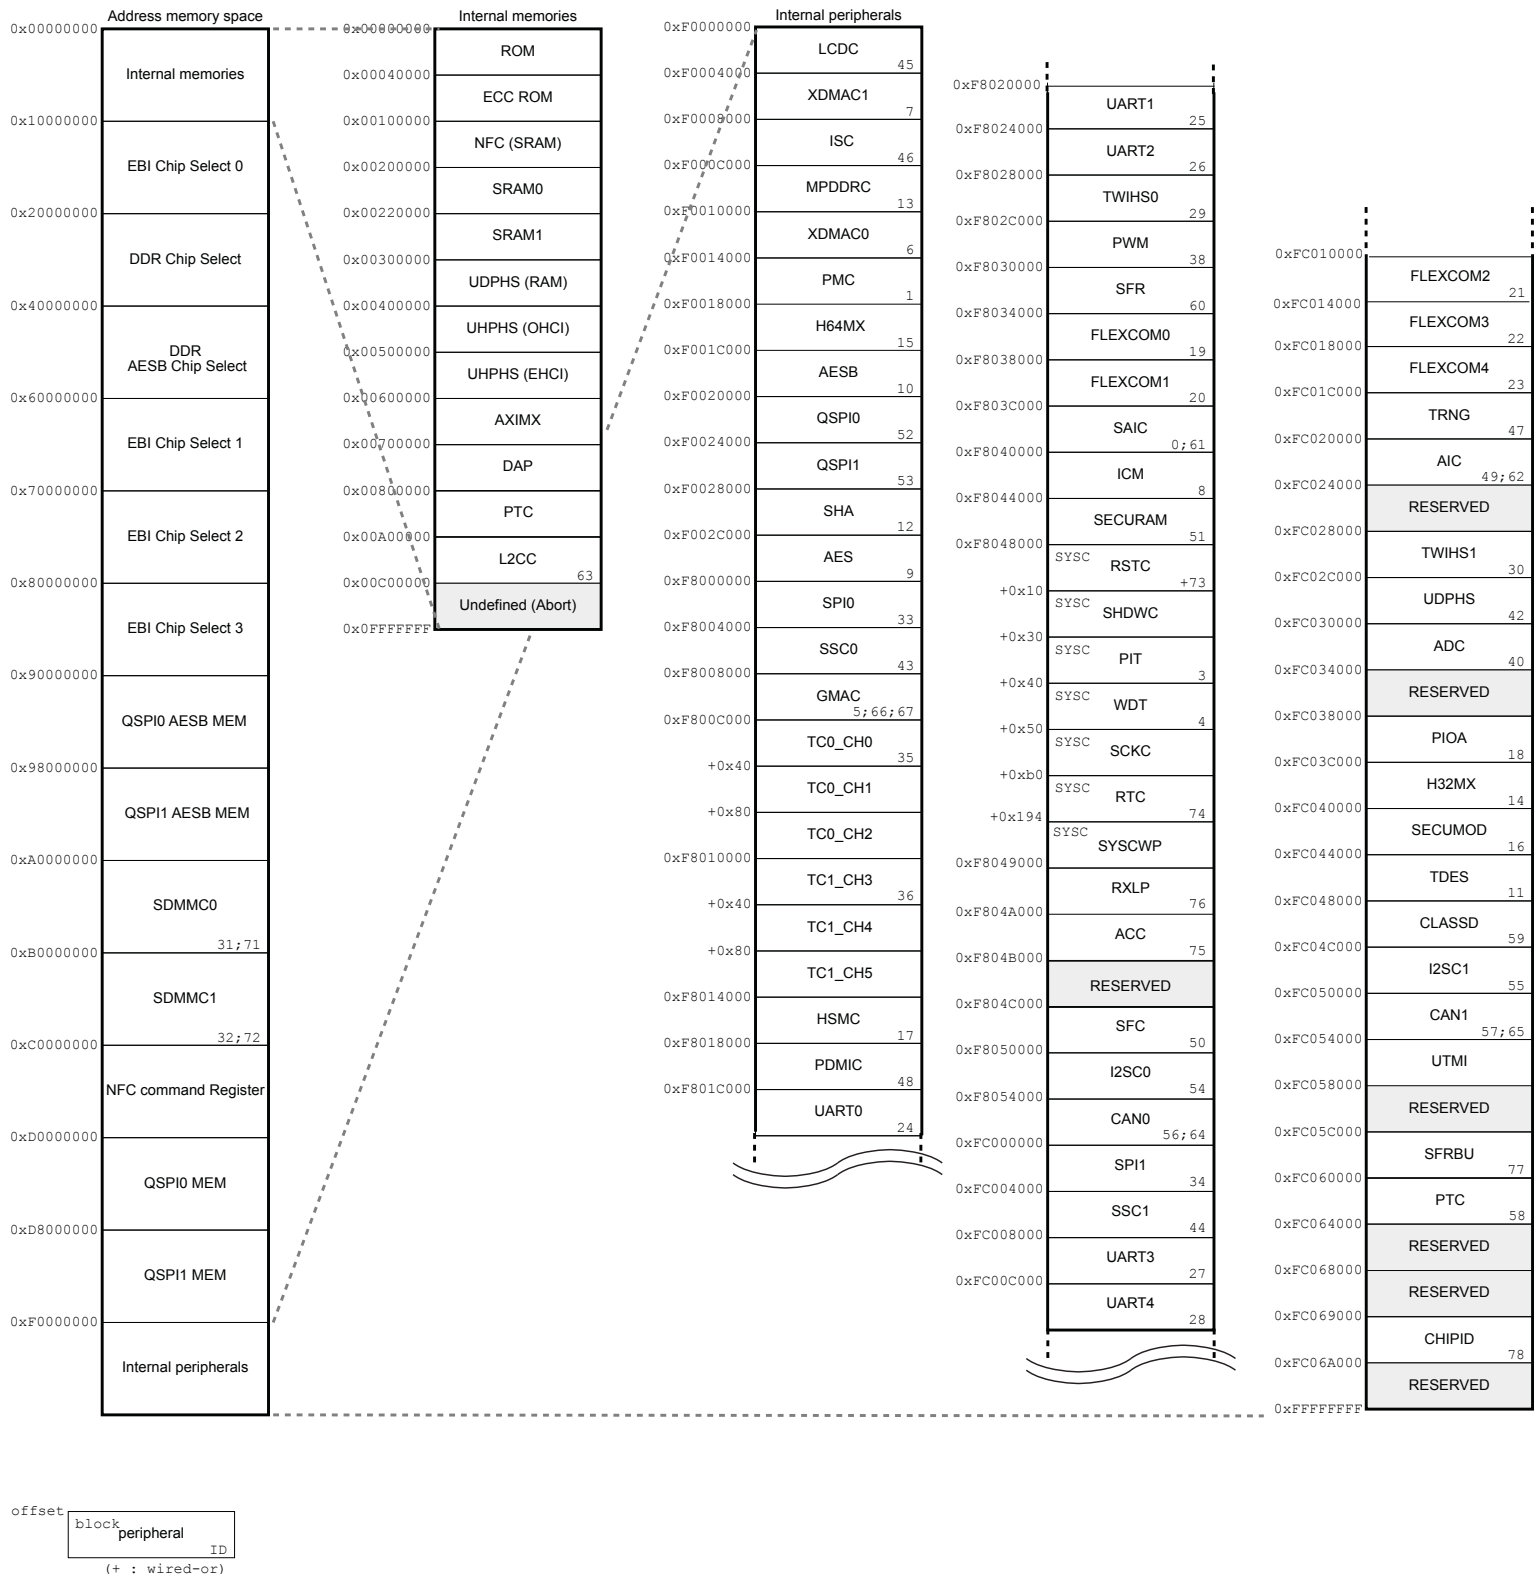 Address memory space
0x00000000
Internal memories
0x10000000
EBI Chip Select 0
0x20000000
DDR Chip Select
0x40000000
DDR
AESB Chip Select
0x60000000
EBI Chip Select 1
0x70000000
EBI Chip Select 2
0x80000000
EBI Chip Select 3
0x90000000
QSPI0 AESB MEM
0x98000000
QSPI1 AESB MEM
0xA0000000
SDMMC0
31;71
0xB0000000
SDMMC1
32;72
0xC0000000
NFC command Register
0xD0000000
QSPI0 MEM
0xD8000000
QSPI1 MEM
0xF0000000
Internal peripherals
Internal memories
0x00000000
ROM
0x00040000
ECC ROM
0x00100000
NFC (SRAM)
0x00200000
SRAM0
0x00220000
SRAM1
0x00300000
UDPHS (RAM)
0x00400000
UHPHS (OHCI)
0x00500000
UHPHS (EHCI)
0x00600000
AXIMX
0x00700000
DAP
0x00800000
PTC
0x00A00000
L2CC
63
0x00C00000
Undefined (Abort)
0x0FFFFFFF
Internal peripherals
0xF0000000
LCDC
45
0xF0004000
XDMAC1
7
0xF0008000
ISC
46
0xF000C000
MPDDRC
13
0xF0010000
XDMAC0
6
0xF0014000
PMC
1
0xF0018000
H64MX
15
0xF001C000
AESB
10
0xF0020000
QSPI0
52
0xF0024000
QSPI1
53
0xF0028000
SHA
12
0xF002C000
AES
9
0xF8000000
SPI0
33
0xF8004000
SSC0
43
0xF8008000
GMAC
5;66;67
0xF800C000
TC0_CH0
35
+0x40
TC0_CH1
+0x80
TC0_CH2
0xF8010000
TC1_CH3
36
+0x40
TC1_CH4
+0x80
TC1_CH5
0xF8014000
HSMC
17
0xF8018000
PDMIC
48
0xF801C000
UART0
24
0xF8020000
UART1
25
0xF8024000
UART2
26
0xF8028000
TWIHS0
29
0xF802C000
PWM
38
0xF8030000
SFR
60
0xF8034000
FLEXCOM0
19
0xF8038000
FLEXCOM1
20
0xF803C000
SAIC
0;61
0xF8040000
ICM
8
0xF8044000
SECURAM
51
0xF8048000
SYSC
RSTC
+73
+0x10
SYSC
SHDWC
+0x30
SYSC
PIT
3
+0x40
SYSC
WDT
4
+0x50
SYSC
SCKC
+0xb0
SYSC
RTC
74
+0x194
SYSC
SYSCWP
0xF8049000
RXLP
76
0xF804A000
ACC
75
0xF804B000
RESERVED
0xF804C000
SFC
50
0xF8050000
I2SC0
54
0xF8054000
CAN0
56;64
0xFC000000
SPI1
34
0xFC004000
SSC1
44
0xFC008000
UART3
27
0xFC00C000
UART4
28
0xFC010000
FLEXCOM2
21
0xFC014000
FLEXCOM3
22
0xFC018000
FLEXCOM4
23
0xFC01C000
TRNG
47
0xFC020000
AIC
49;62
0xFC024000
RESERVED
0xFC028000
TWIHS1
30
0xFC02C000
UDPHS
42
0xFC030000
ADC
40
0xFC034000
RESERVED
0xFC038000
PIOA
18
0xFC03C000
H32MX
14
0xFC040000
SECUMOD
16
0xFC044000
TDES
11
0xFC048000
CLASSD
59
0xFC04C000
I2SC1
55
0xFC050000
CAN1
57;65
0xFC054000
UTMI
0xFC058000
RESERVED
0xFC05C000
SFRBU
77
0xFC060000
PTC
58
0xFC064000
RESERVED
0xFC068000
RESERVED
0xFC069000
CHIPID
78
0xFC06A000
RESERVED
0xFFFFFFFF
offset
block
peripheral
ID
(+ : wired-or)